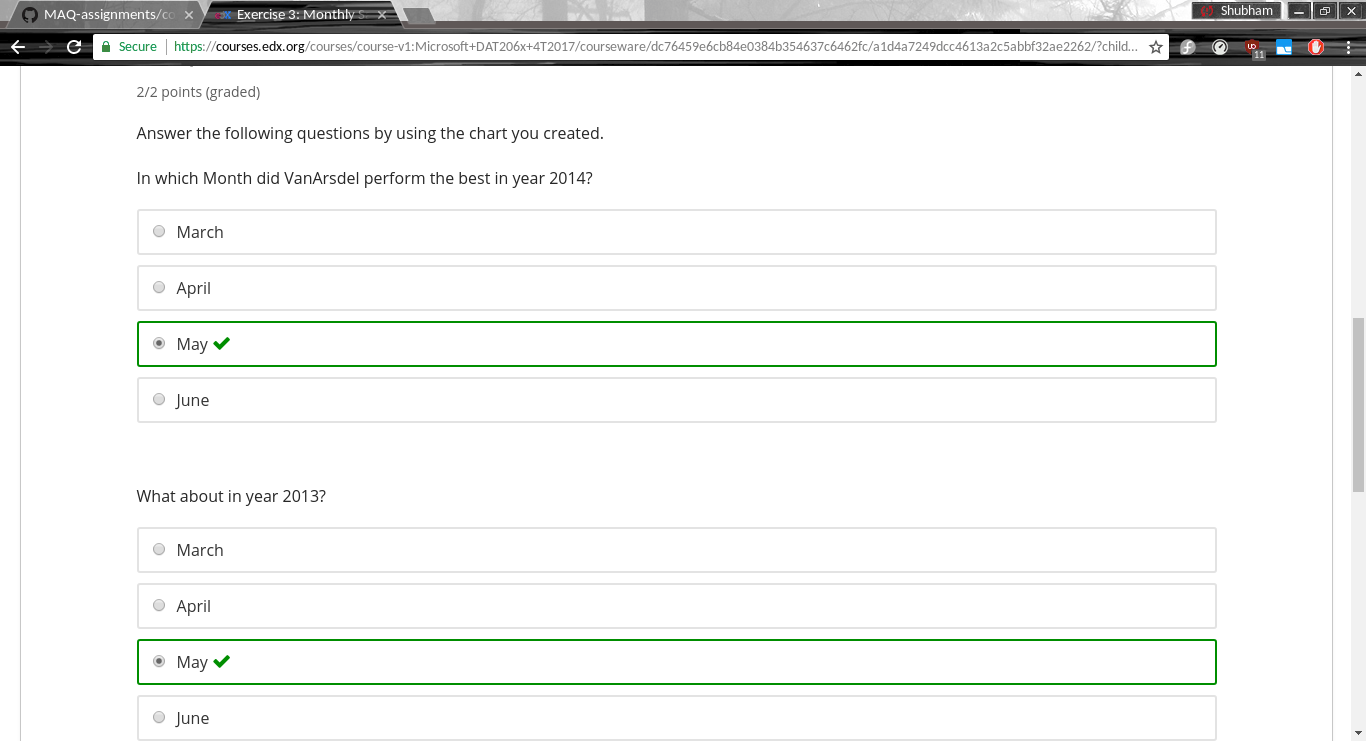 MAQ-assignments/co
Exercise 3: Monthly S
Shubham
Secure
https://courses.edx.org/courses/course-v1:Microsoft+DAT206x+4T2017/courseware/dc76459e6cb84e0384b354637c6462fc/a1d4a7249dcc4613a2c5abbf32ae2262/?child...
11
2/2 points (graded)
Answer the following questions by using the chart you created.
In which Month did VanArsdel perform the best in year 2014?
March
April
May
June
What about in year 2013?
March
April
May
June